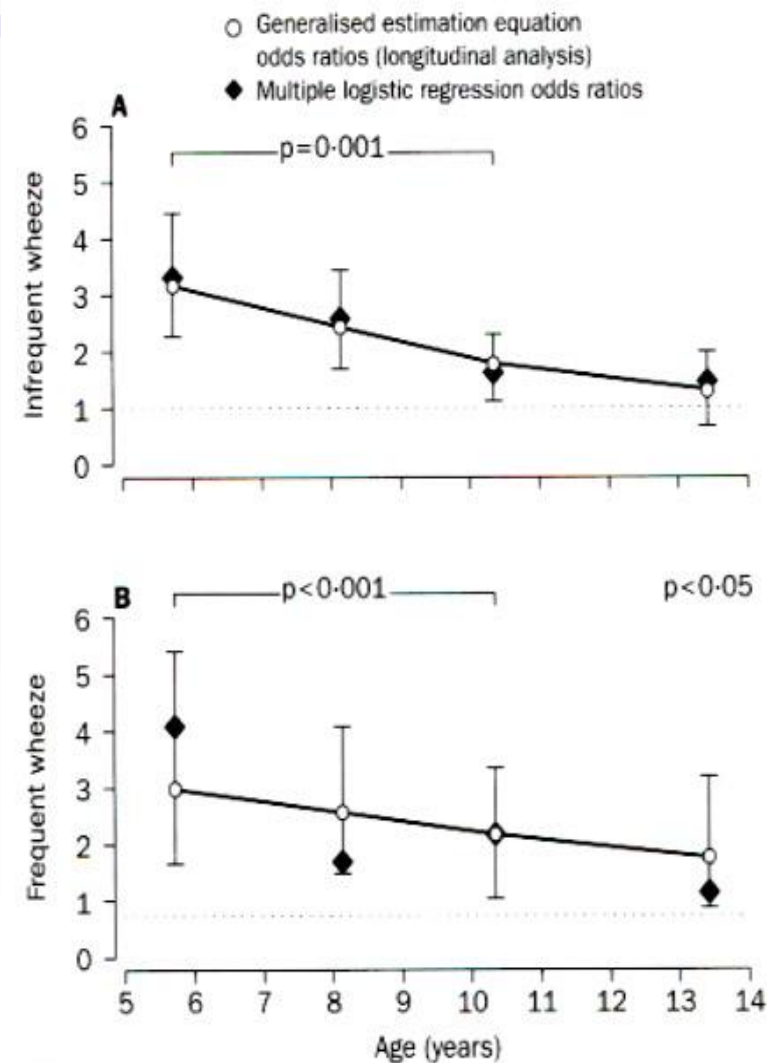 Generalised estimation equation
odds ratios (longitudinal analysis)
Multiple logistic regression odds ratios
A
p=0·001
6
5
4
3
2
1
0
Infrequent wheeze
B
p<0·001
p<0·05
6
5
4
3
2
1
0
Frequent wheeze
5 6 7 8 9 10 11 12 13 14
Age (years)